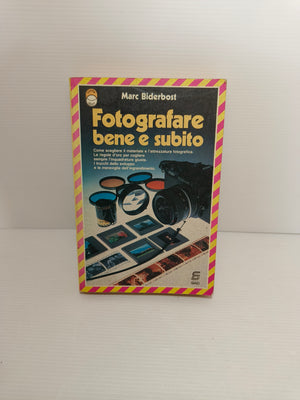 Marc Biderbost
Fotografare
bene e subito
Come scegliere il materiale e l'attrezzatura fotografica.
Le regole d'oro per cogliere
sempre l'inquadratura giusta.
I trucchi dello sviluppo
e le meraviglie dell'ingrandimento.